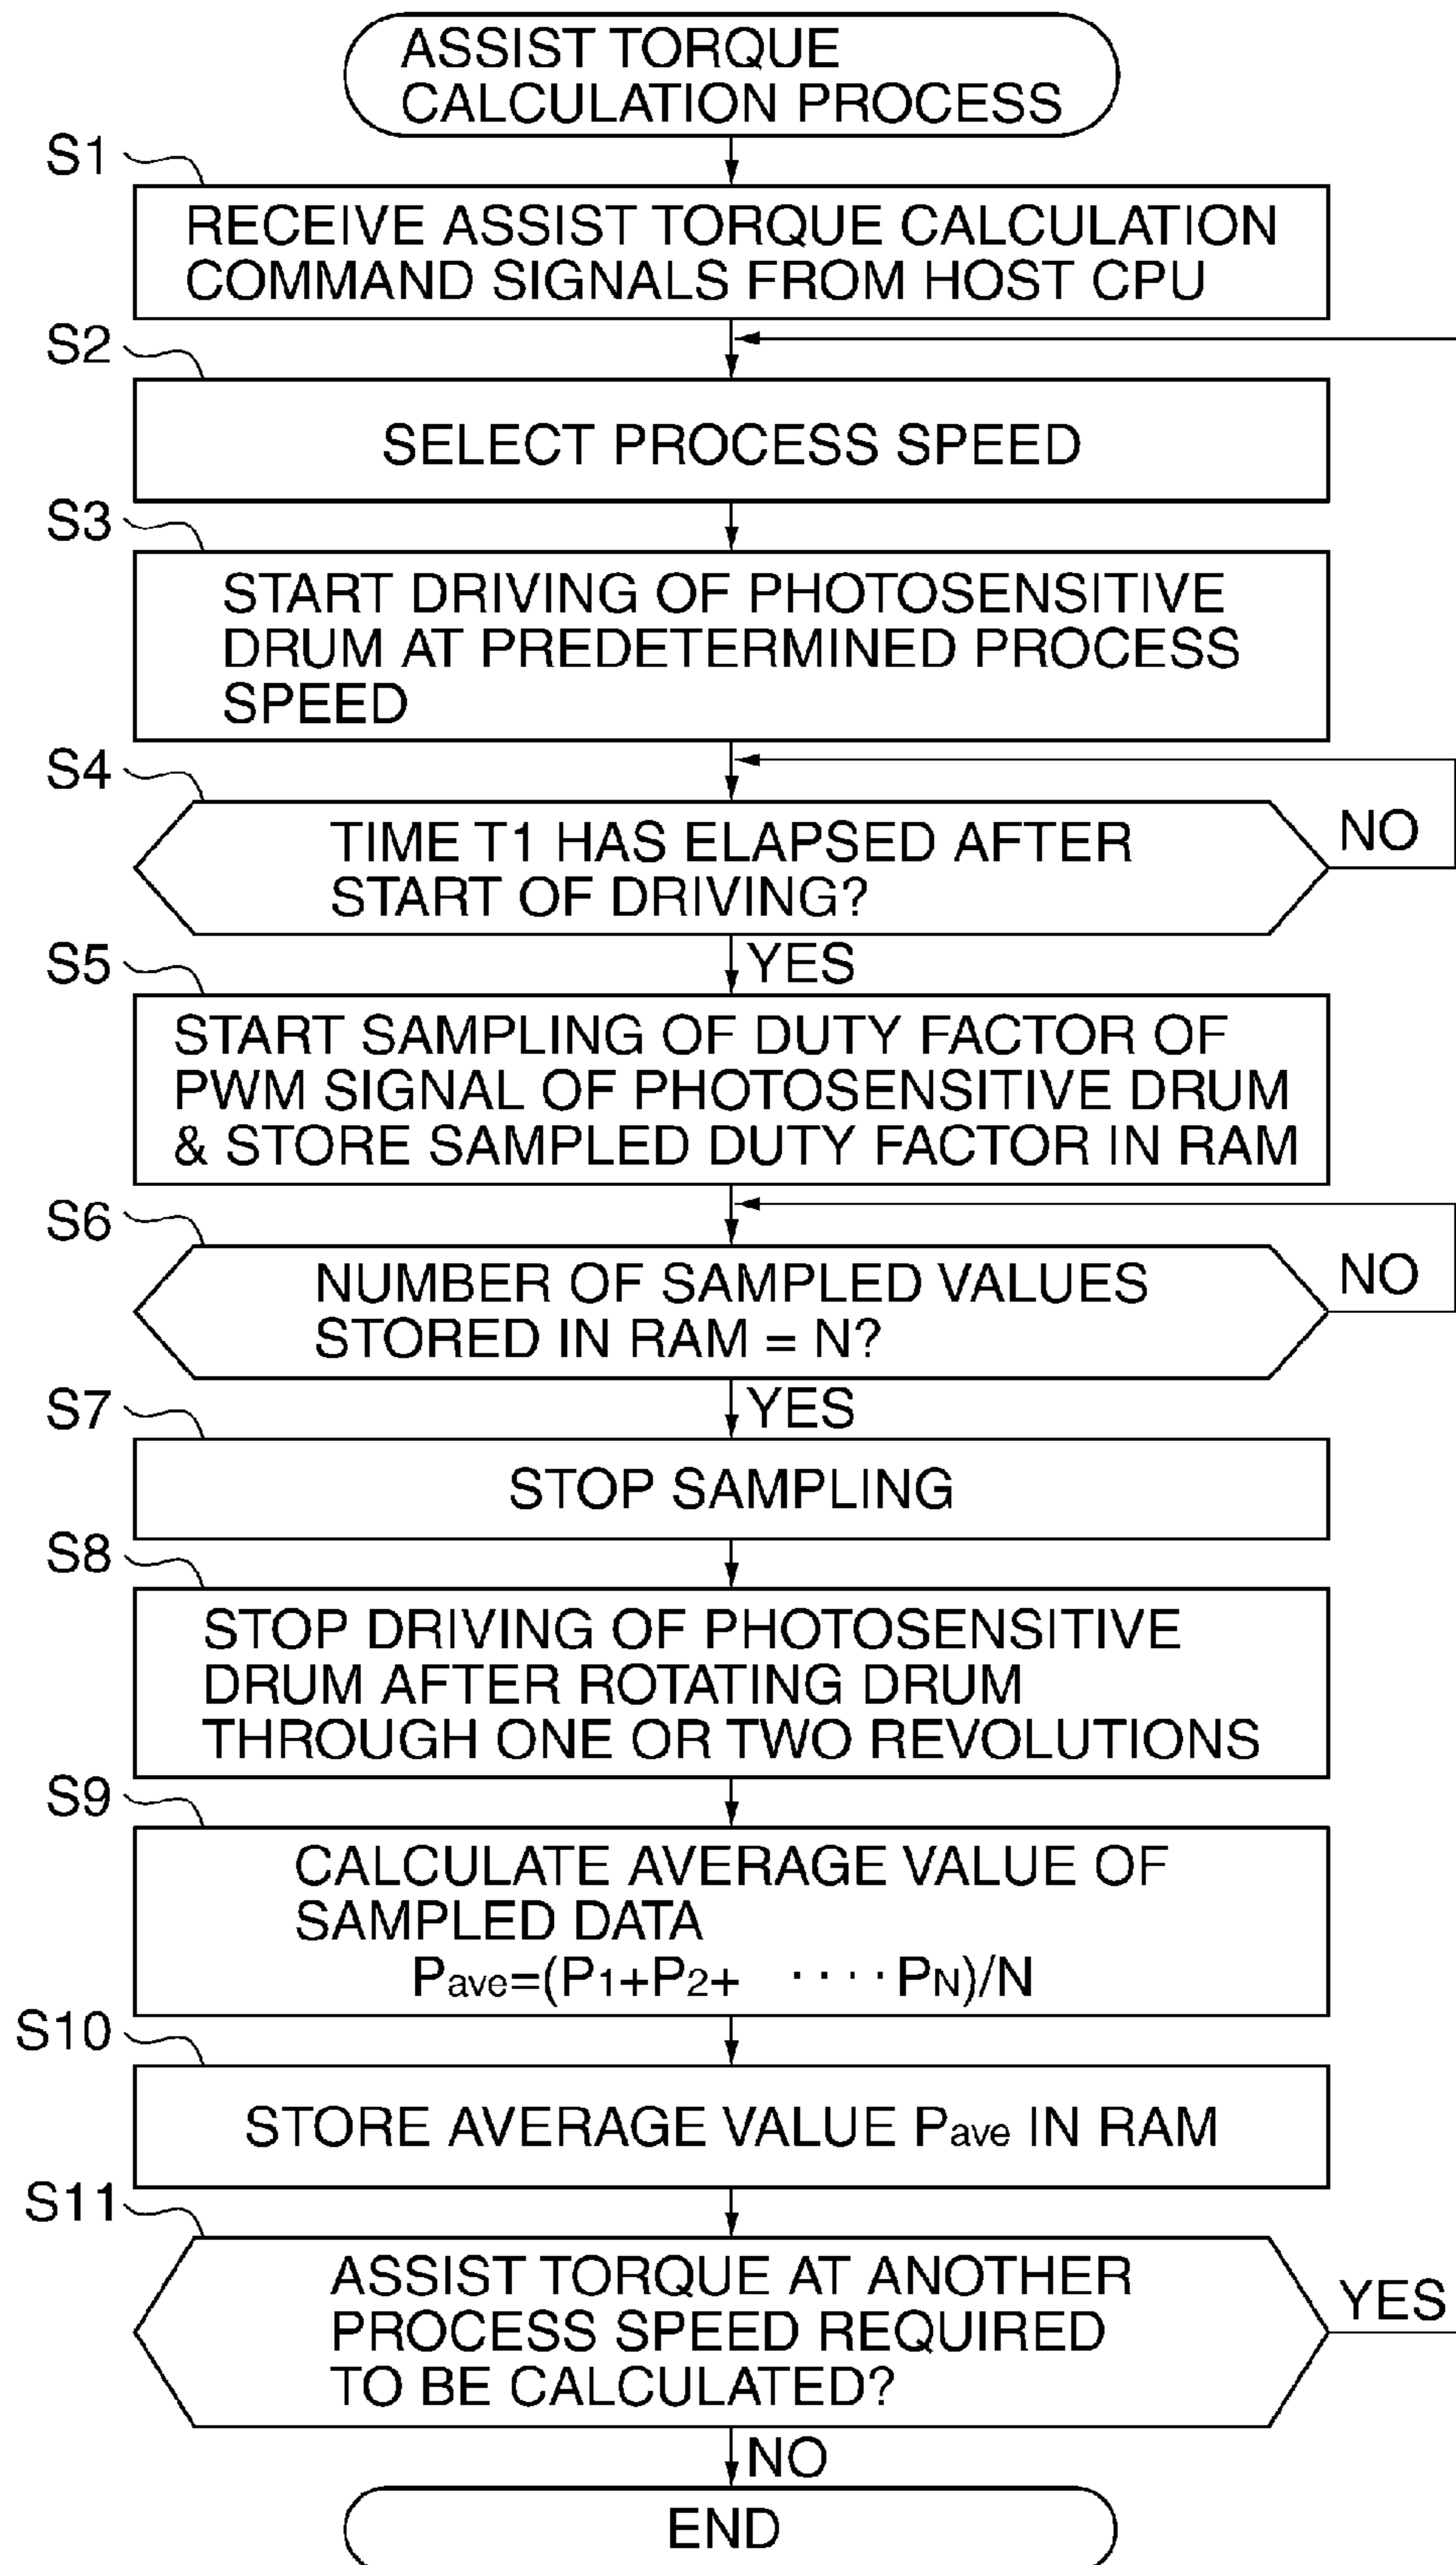 ASSIST TORQUE
CALCULATION PROCESS
S1
RECEIVE ASSIST TORQUE CALCULATION
COMMAND SIGNALS FROM HOST CPU
S2
SELECT PROCESS SPEED
S3
START DRIVING OF PHOTOSENSITIVE
DRUM AT PREDETERMINED PROCESS
SPEED
S4
TIME T1 HAS ELAPSED AFTER
START OF DRIVING?
NO
YES
S5
START SAMPLING OF DUTY FACTOR OF
PWM SIGNAL OF PHOTOSENSITIVE DRUM
& STORE SAMPLED DUTY FACTOR IN RAM
S6
NUMBER OF SAMPLED VALUES
STORED IN RAM = N?
NO
YES
S7
STOP SAMPLING
S8
STOP DRIVING OF PHOTOSENSITIVE
DRUM AFTER ROTATING DRUM
THROUGH ONE OR TWO REVOLUTIONS
S9
CALCULATE AVERAGE VALUE OF
SAMPLED DATA
Pave=(P1+P2+ ····PN)/N
S10
STORE AVERAGE VALUE Pave IN RAM
S11
ASSIST TORQUE AT ANOTHER
PROCESS SPEED REQUIRED
TO BE CALCULATED?
YES
NO
END